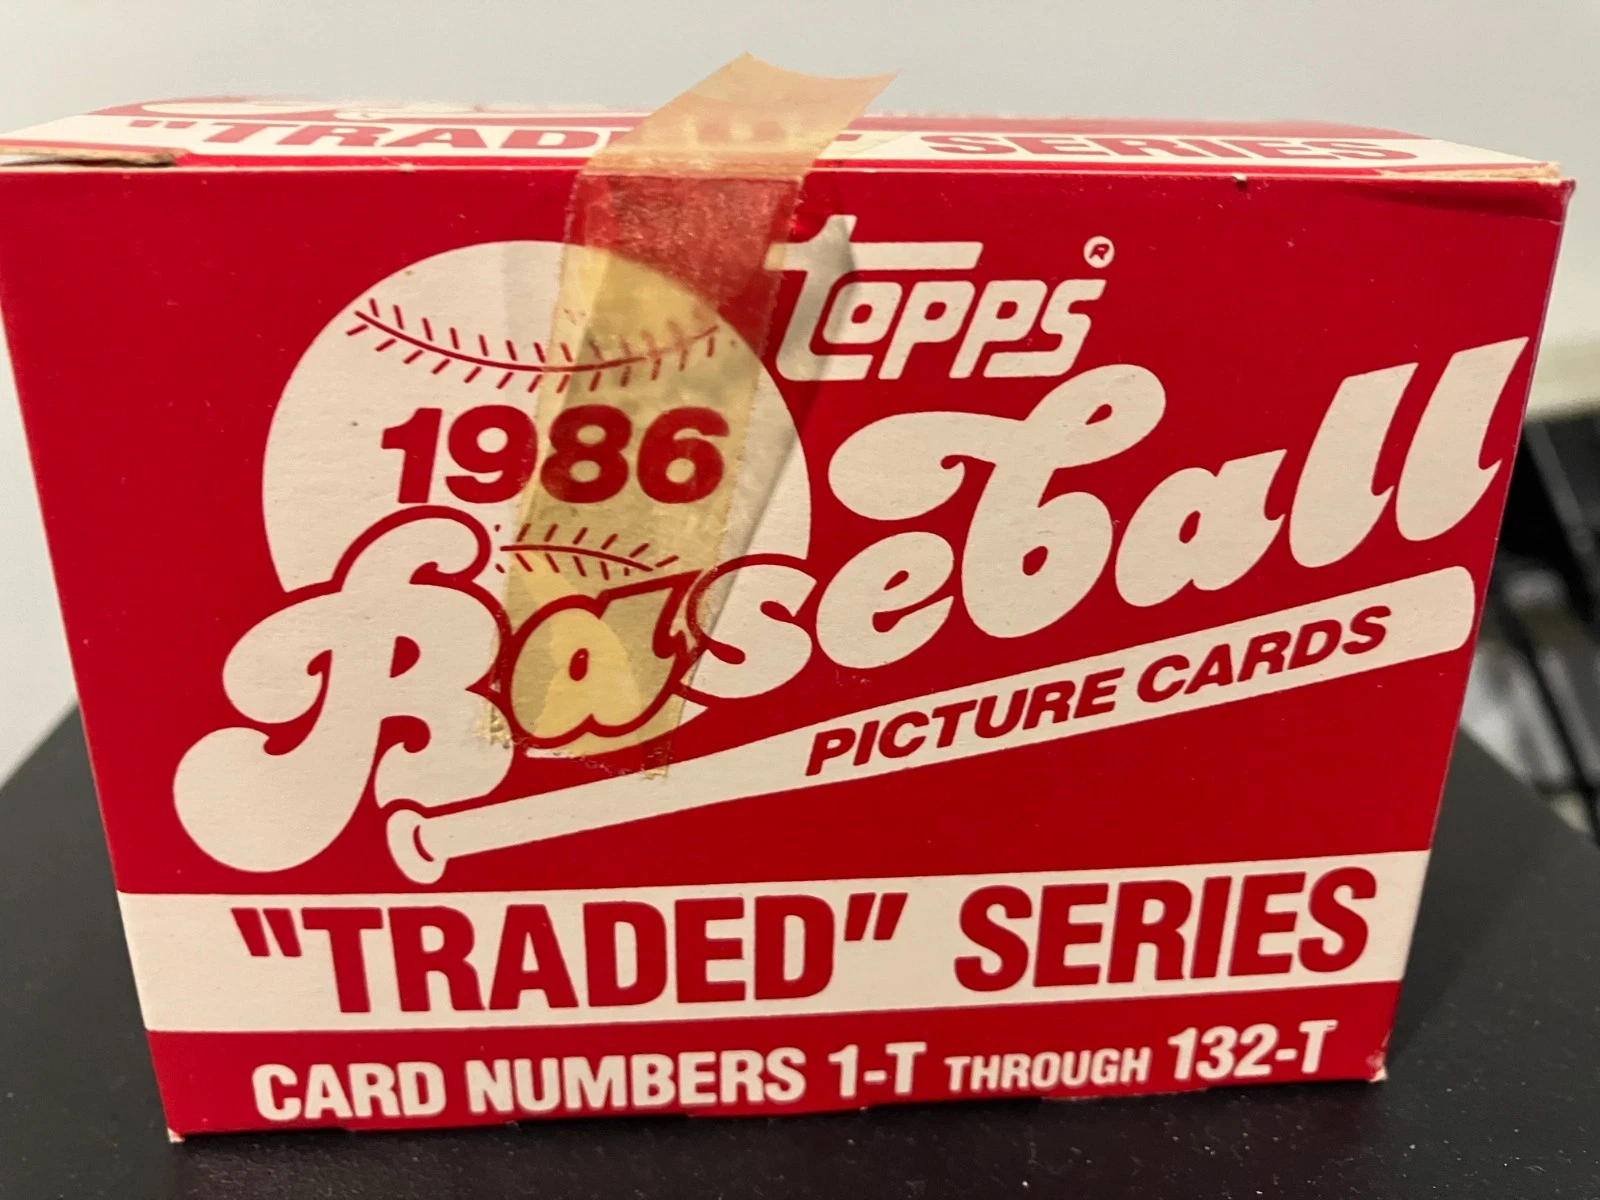 "TRADED" SERIES
topps®
1986
Baseball
PICTURE CARDS
"TRADED" SERIES
CARD NUMBERS 1-T THROUGH 132-T